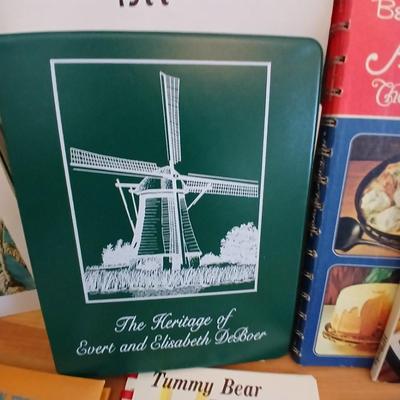 The Heritage of
Evert and Elisabeth DeBoer
Tummy Bear